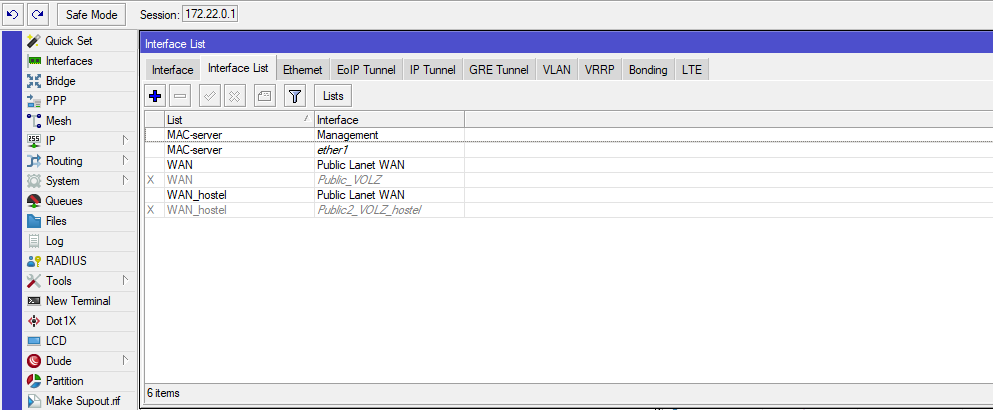 Safe Mode Session: 172.22.0.1
Quick Set
Interfaces
Bridge
PPP
Mesh
IP
Routing
System
Queues
Files
Log
RADIUS
Tools
New Terminal
Dot1X
LCD
Dude
Partition
Make Supout.rif
Interface List
Interface Interface List Ethernet EoIP Tunnel IP Tunnel GRE Tunnel VLAN VRRP Bonding LTE
Lists
List Interface
MAC-server Management
MAC-server ether1
WAN Public Lanet WAN
X WAN Public_VOLZ
WAN_hostel Public Lanet WAN
X WAN_hostel Public2_VOLZ_hostel
6 items